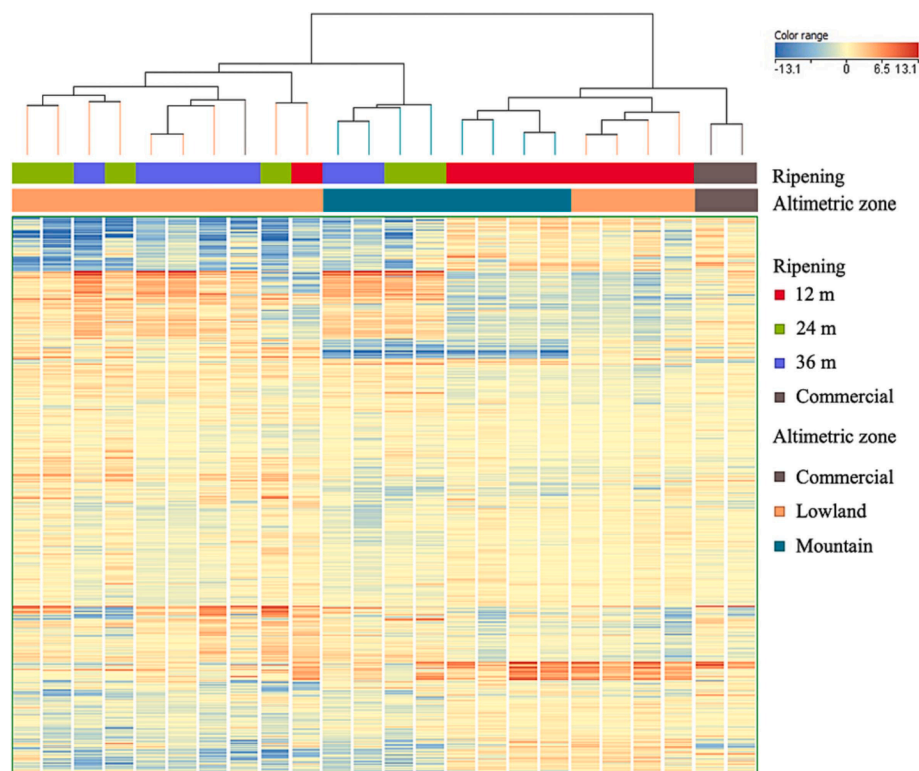 Color range
-13.1 0 6.5 13.1
Ripening
Altimetric zone
Ripening
12 m
24 m
36 m
Commercial
Altimetric zone
Commercial
Lowland
Mountain